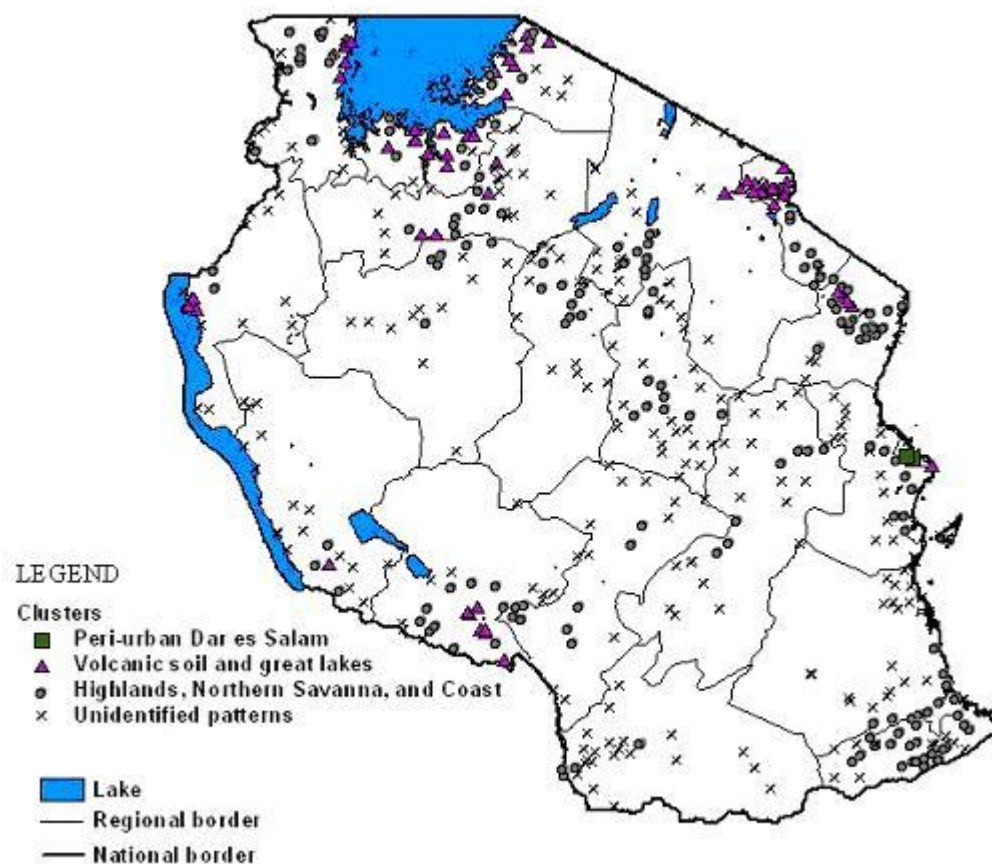 LEGEND
Clusters
Peri-urban Dar es Salam
Volcanic soil and great lakes
Highlands, Northern Savanna, and Coast
Unidentified patterns
Lake
Regional border
National border